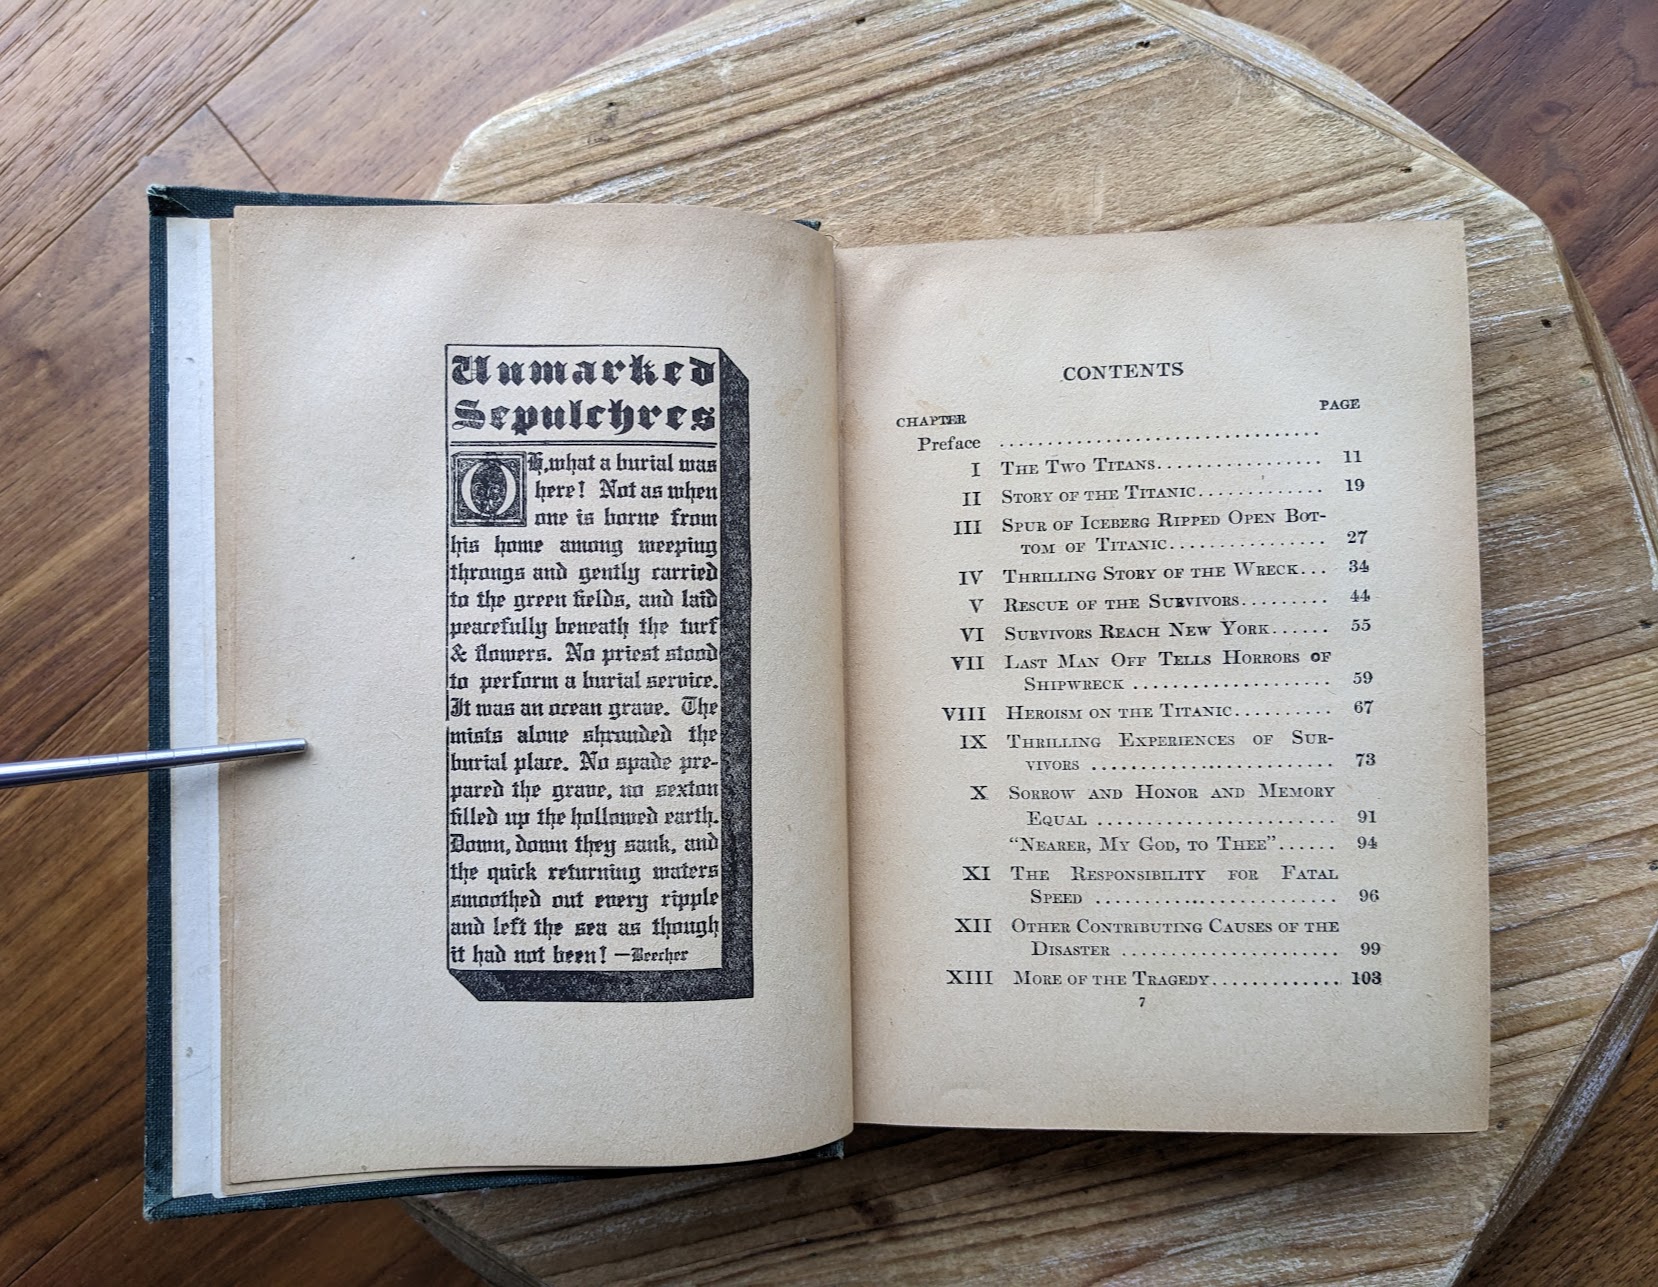 Unmarked
Sepulchres
OH, what a burial was
here! Not as when
one is borne from
his home among weeping
throngs and gently carried
to the green fields, and laid
peacefully beneath the turf
& flowers. No priest stood
to perform a burial service.
It was an ocean grave. The
mists alone shrouded the
burial place. No spade pre-
pared the grave, no sexton
filled up the hollowed earth.
Down, down they sank, and
the quick returning waters
smoothed out every ripple
and left the sea as though
it had not been! —Beecher
CONTENTS
CHAPTER PAGE
Preface ................................
I THE TWO TITANS................. 11
II STORY OF THE TITANIC............. 19
III SPUR OF ICEBERG RIPPED OPEN BOT-
TOM OF TITANIC................ 27
IV THRILLING STORY OF THE WRECK... 34
V RESCUE OF THE SURVIVORS......... 44
VI SURVIVORS REACH NEW YORK...... 55
VII LAST MAN OFF TELLS HORRORS OF
SHIPWRECK .................... 59
VIII HEROISM ON THE TITANIC.......... 67
IX THRILLING EXPERIENCES OF SUR-
VIVORS ......................... 73
X SORROW AND HONOR AND MEMORY
EQUAL ........................ 91
"NEARER, MY GOD, TO THEE"...... 94
XI THE RESPONSIBILITY FOR FATAL
SPEED ......................... 96
XII OTHER CONTRIBUTING CAUSES OF THE
DISASTER ...................... 99
XIII MORE OF THE TRAGEDY............. 103
7